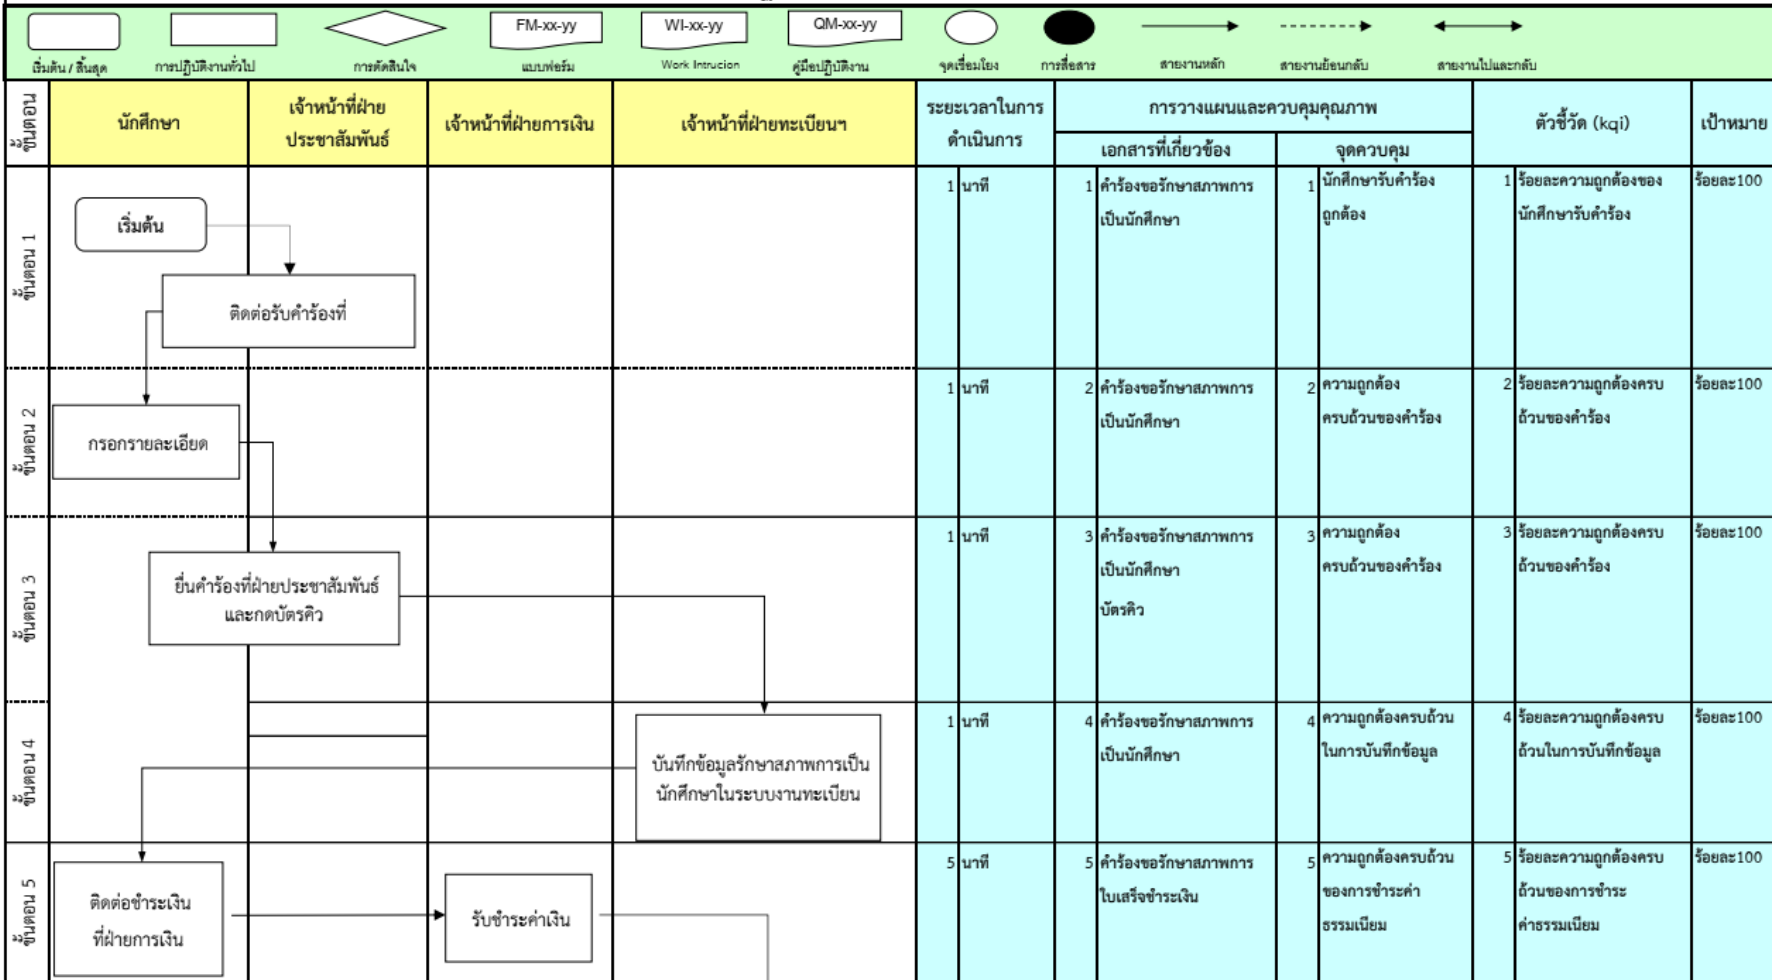 FM-xx-yy
WI-xx-yy
QM-xx-yy
เริ่มต้น / สิ้นสุด
การปฏิบัติงานทั่วไป
การตัดสินใจ
แบบฟอร์ม
Work Intrucion
คู่มือปฏิบัติงาน
จุดเชื่อมโยง
การสื่อสาร
สายงานหลัก
สายงานย้อนกลับ
สายงานไปและกลับ
ขั้นตอน
นักศึกษา
เจ้าหน้าที่ฝ่าย
ประชาสัมพันธ์
เจ้าหน้าที่ฝ่ายการเงิน
เจ้าหน้าที่ฝ่ายทะเบียนฯ
ระยะเวลาในการ
ดำเนินการ
การวางแผนและควบคุมคุณภาพ
เอกสารที่เกี่ยวข้อง
จุดควบคุม
ตัวชี้วัด (kqi)
เป้าหมาย
ขั้นตอน 1
เริ่มต้น
ติดต่อรับคำร้องที่
1 นาที
1 คำร้องขอรักษาสภาพการ
เป็นนักศึกษา
1 นักศึกษารับคำร้อง
ถูกต้อง
1 ร้อยละความถูกต้องของ
นักศึกษารับคำร้อง
ร้อยละ100
ขั้นตอน 2
กรอกรายละเอียด
1 นาที
2 คำร้องขอรักษาสภาพการ
เป็นนักศึกษา
2 ความถูกต้อง
ครบถ้วนของคำร้อง
2 ร้อยละความถูกต้องครบ
ถ้วนของคำร้อง
ร้อยละ100
ขั้นตอน 3
ยื่นคำร้องที่ฝ่ายประชาสัมพันธ์
และกดบัตรคิว
1 นาที
3 คำร้องขอรักษาสภาพการ
เป็นนักศึกษา
บัตรคิว
3 ความถูกต้อง
ครบถ้วนของคำร้อง
3 ร้อยละความถูกต้องครบ
ถ้วนของคำร้อง
ร้อยละ100
ขั้นตอน 4
บันทึกข้อมูลรักษาสภาพการเป็น
นักศึกษาในระบบงานทะเบียน
1 นาที
4 คำร้องขอรักษาสภาพการ
เป็นนักศึกษา
4 ความถูกต้องครบถ้วน
ในการบันทึกข้อมูล
4 ร้อยละความถูกต้องครบ
ถ้วนในการบันทึกข้อมูล
ร้อยละ100
ขั้นตอน 5
ติดต่อชำระเงิน
ที่ฝ่ายการเงิน
รับชำระค่าเงิน
5 นาที
5 คำร้องขอรักษาสภาพการ
ใบเสร็จชำระเงิน
5 ความถูกต้องครบถ้วน
ของการชำระค่า
ธรรมเนียม
5 ร้อยละความถูกต้องครบ
ถ้วนของการชำระ
ค่าธรรมเนียม
ร้อยละ100